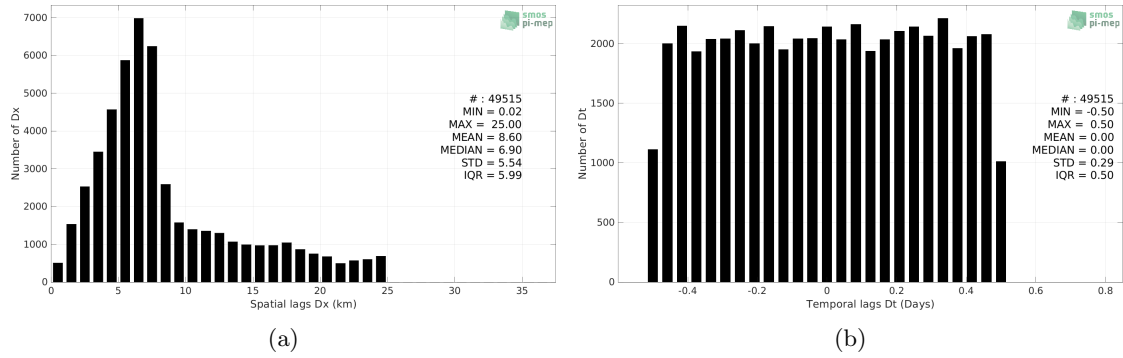 7000
6000
5000
4000
3000
2000
1000
0
Number of Dx
0 5 10 15 20 25 30 35
Spatial lags Dx (km)
smos
pi-mep
# : 49515
MIN = 0.02
MAX = 25.00
MEAN = 8.60
MEDIAN = 6.90
STD = 5.54
IQR = 5.99
(a)
2000
1500
1000
500
0
Number of Dt
-0.4 -0.2 0 0.2 0.4 0.6 0.8
Temporal lags Dt (Days)
smos
pi-mep
# : 49515
MIN = -0.50
MAX = 0.50
MEAN = 0.00
MEDIAN = 0.00
STD = 0.29
IQR = 0.50
(b)